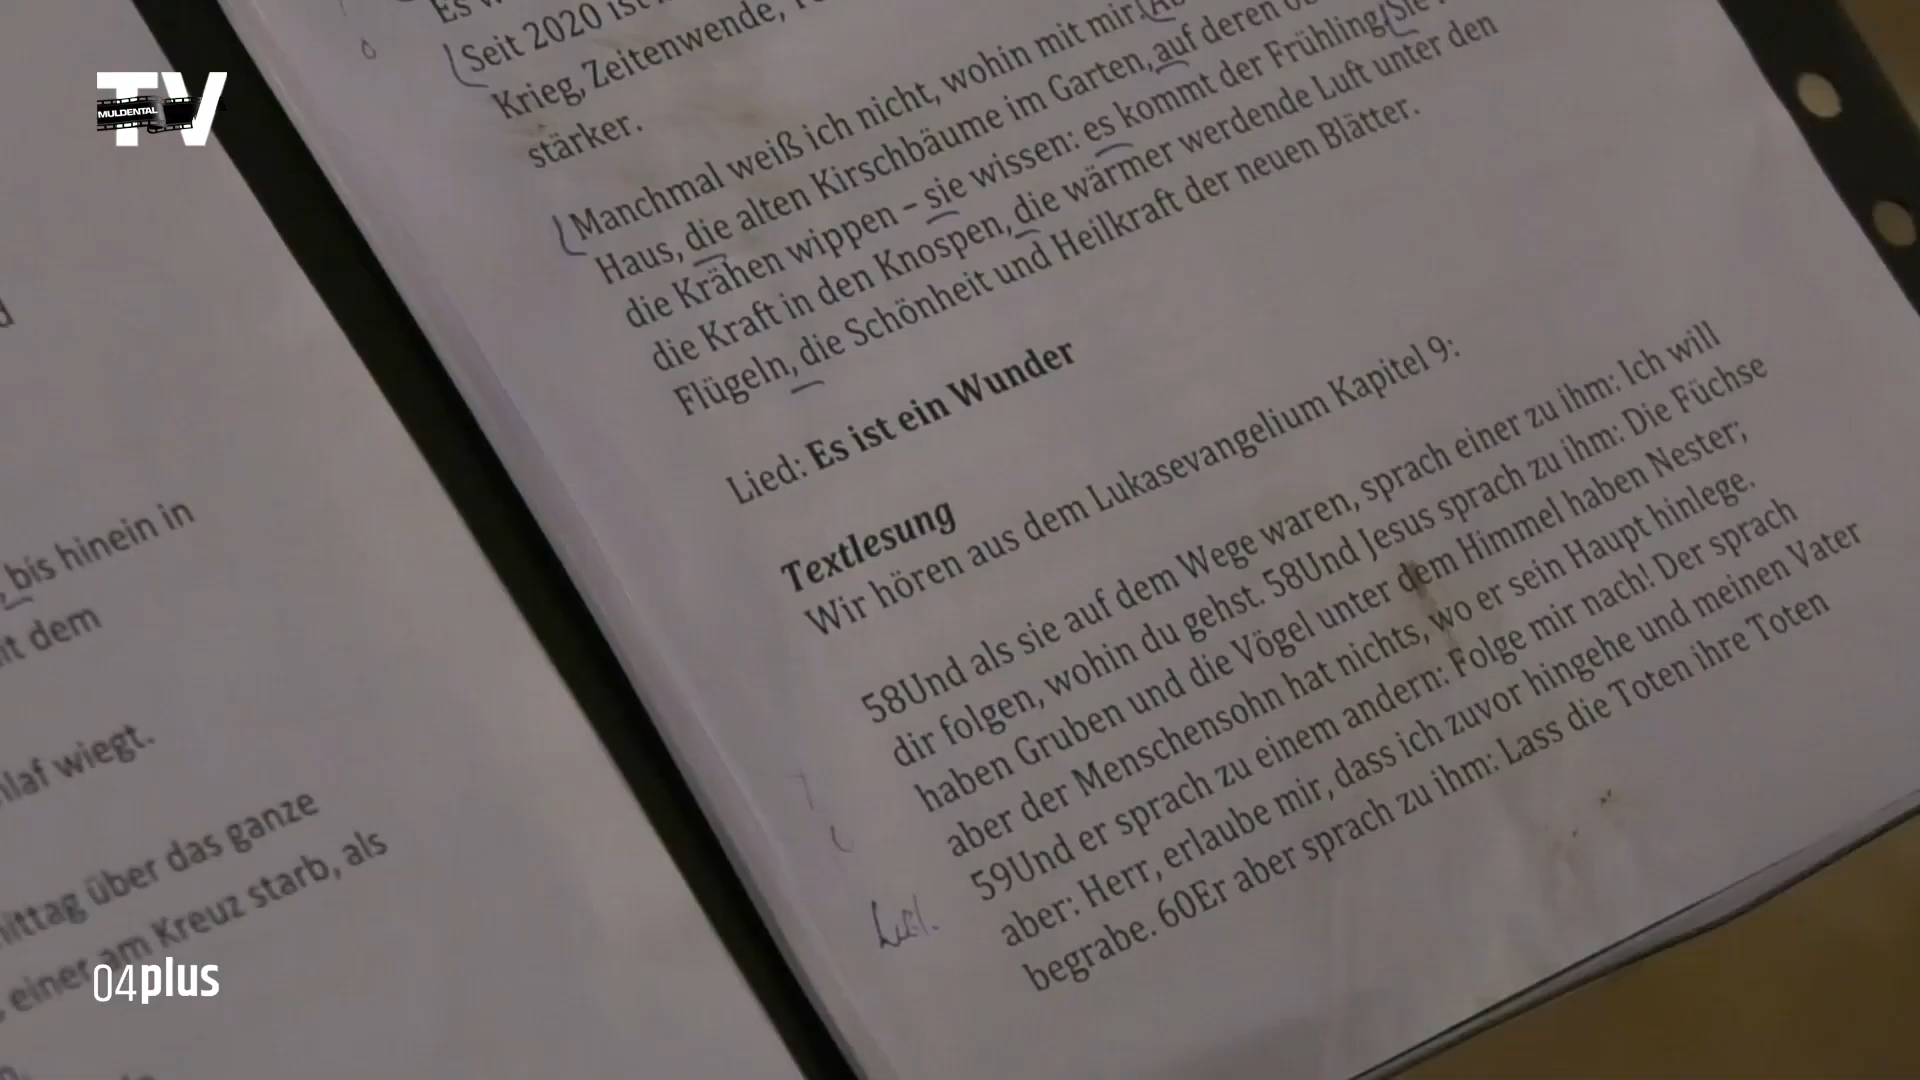 TV
MULDENTAL
bis hinein in
dem
wiegt.
über das ganze
einer am Kreuz starb, als
Seit 2020 ist
Krieg, Zeitenwende,
stärker.
Manchmal weiß ich nicht, wohin mit mir.
Haus, die alten Kirschbäume im Garten, auf deren
die Krähen wippen – sie wissen: es kommt der Frühling. Sie
die Kraft in den Knospen, die wärmer werdende Luft unter den
Flügeln, die Schönheit und Heilkraft der neuen Blätter.
Lied: Es ist ein Wunder
Textlesung
Wir hören aus dem Lukasevangelium Kapitel 9:
58Und als sie auf dem Wege waren, sprach einer zu ihm: Ich will
dir folgen, wohin du gehst. 58Und Jesus sprach zu ihm: Die Füchse
haben Gruben und die Vögel unter dem Himmel haben Nester;
aber der Menschensohn hat nichts, wo er sein Haupt hinlege.
59Und er sprach zu einem andern: Folge mir nach! Der sprach
aber: Herr, erlaube mir, dass ich zuvor hingehe und meinen Vater
begrabe. 60Er aber sprach zu ihm: Lass die Toten ihre Toten
04plus